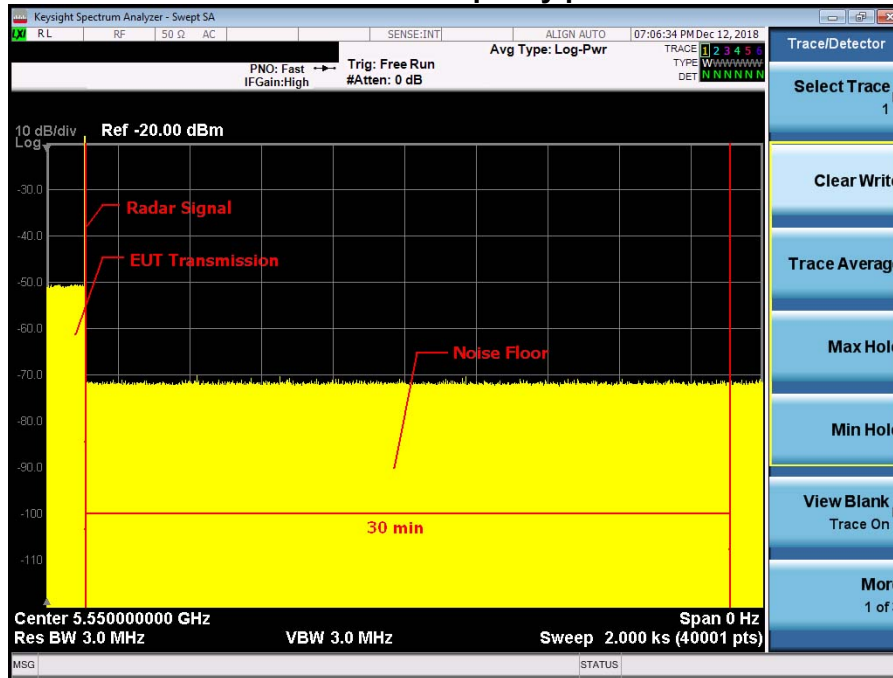 Keysight Spectrum Analyzer - Swept SA
LXI RL RF 50 Ω AC SENSE:INT ALIGN AUTO 07:06:34 PM Dec 12, 2018
Avg Type: Log-Pwr
TRACE 1 2 3 4 5 6
TYPE WWWWWW
DET N N N N N N
PNO: Fast
IFGain:High
Trig: Free Run
#Atten: 0 dB
10 dB/div Ref -20.00 dBm
Log
-30.0
-40.0
-50.0
-60.0
-70.0
-80.0
-90.0
-100
-110
Radar Signal
EUT Transmission
Noise Floor
30 min
Center 5.550000000 GHz Span 0 Hz
Res BW 3.0 MHz VBW 3.0 MHz Sweep 2.000 ks (40001 pts)
MSG STATUS
Trace/Detector
Select Trace
1
Clear Write
Trace Averag
Max Hol
Min Hol
View Blank
Trace On
Mor
1 of